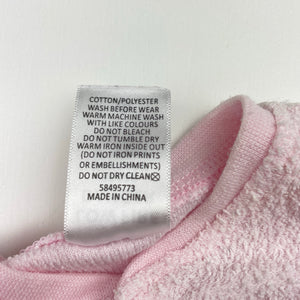 COTTON/POLYESTER
WASH BEFORE WEAR
WARM MACHINE WASH
WITH LIKE COLOURS
DO NOT BLEACH
DO NOT TUMBLE DRY
WARM IRON INSIDE OUT
(DO NOT IRON PRINTS
OR EMBELLISHMENTS)
DO NOT DRY CLEAN
58495773
MADE IN CHINA